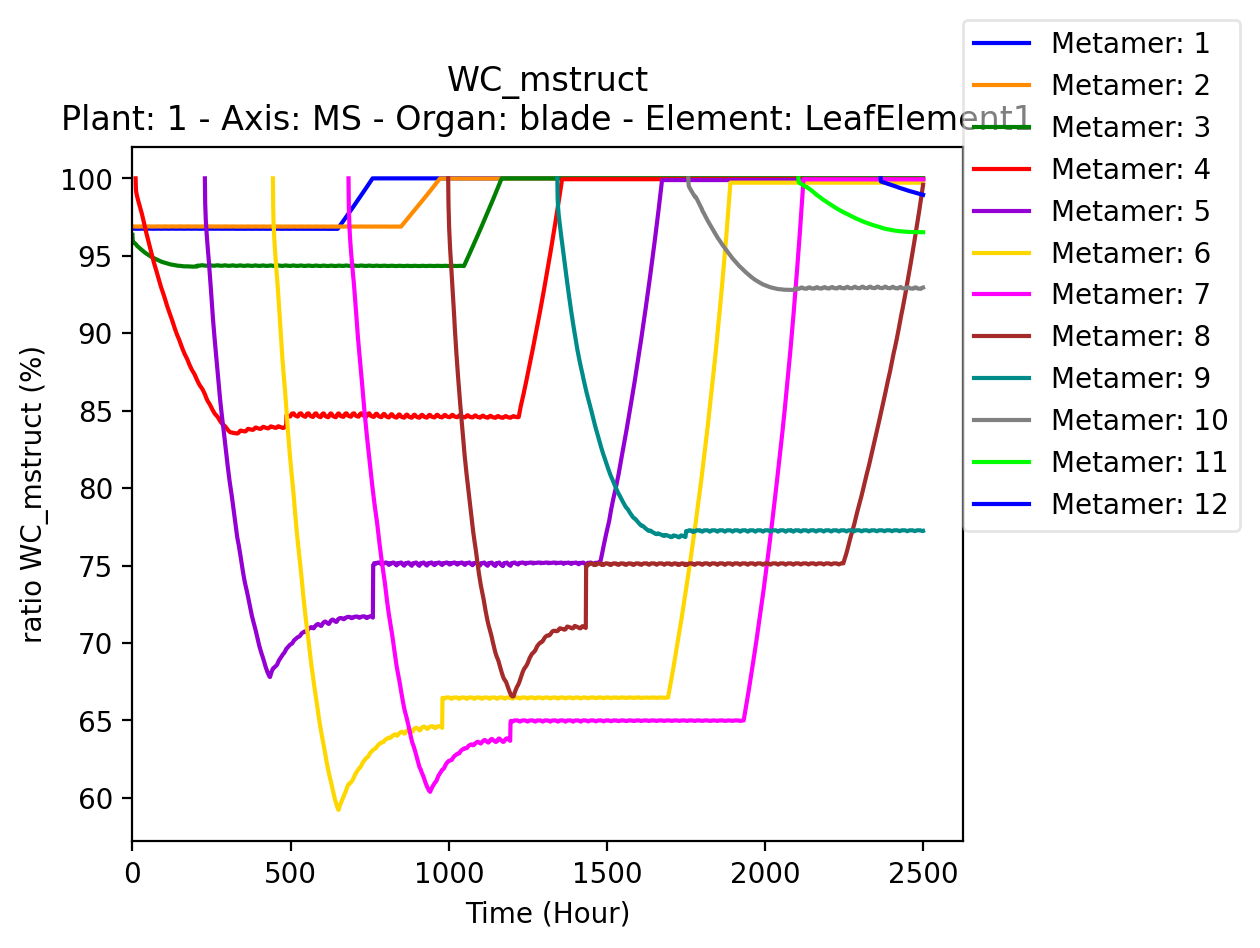 WC_mstruct
Plant: 1 - Axis: MS - Organ: blade - Element: LeafElement1
Metamer: 1
Metamer: 2
Metamer: 3
Metamer: 4
Metamer: 5
Metamer: 6
Metamer: 7
Metamer: 8
Metamer: 9
Metamer: 10
Metamer: 11
Metamer: 12
ratio WC_mstruct (%)
100
95
90
85
80
75
70
65
60
0 500 1000 1500 2000 2500
Time (Hour)